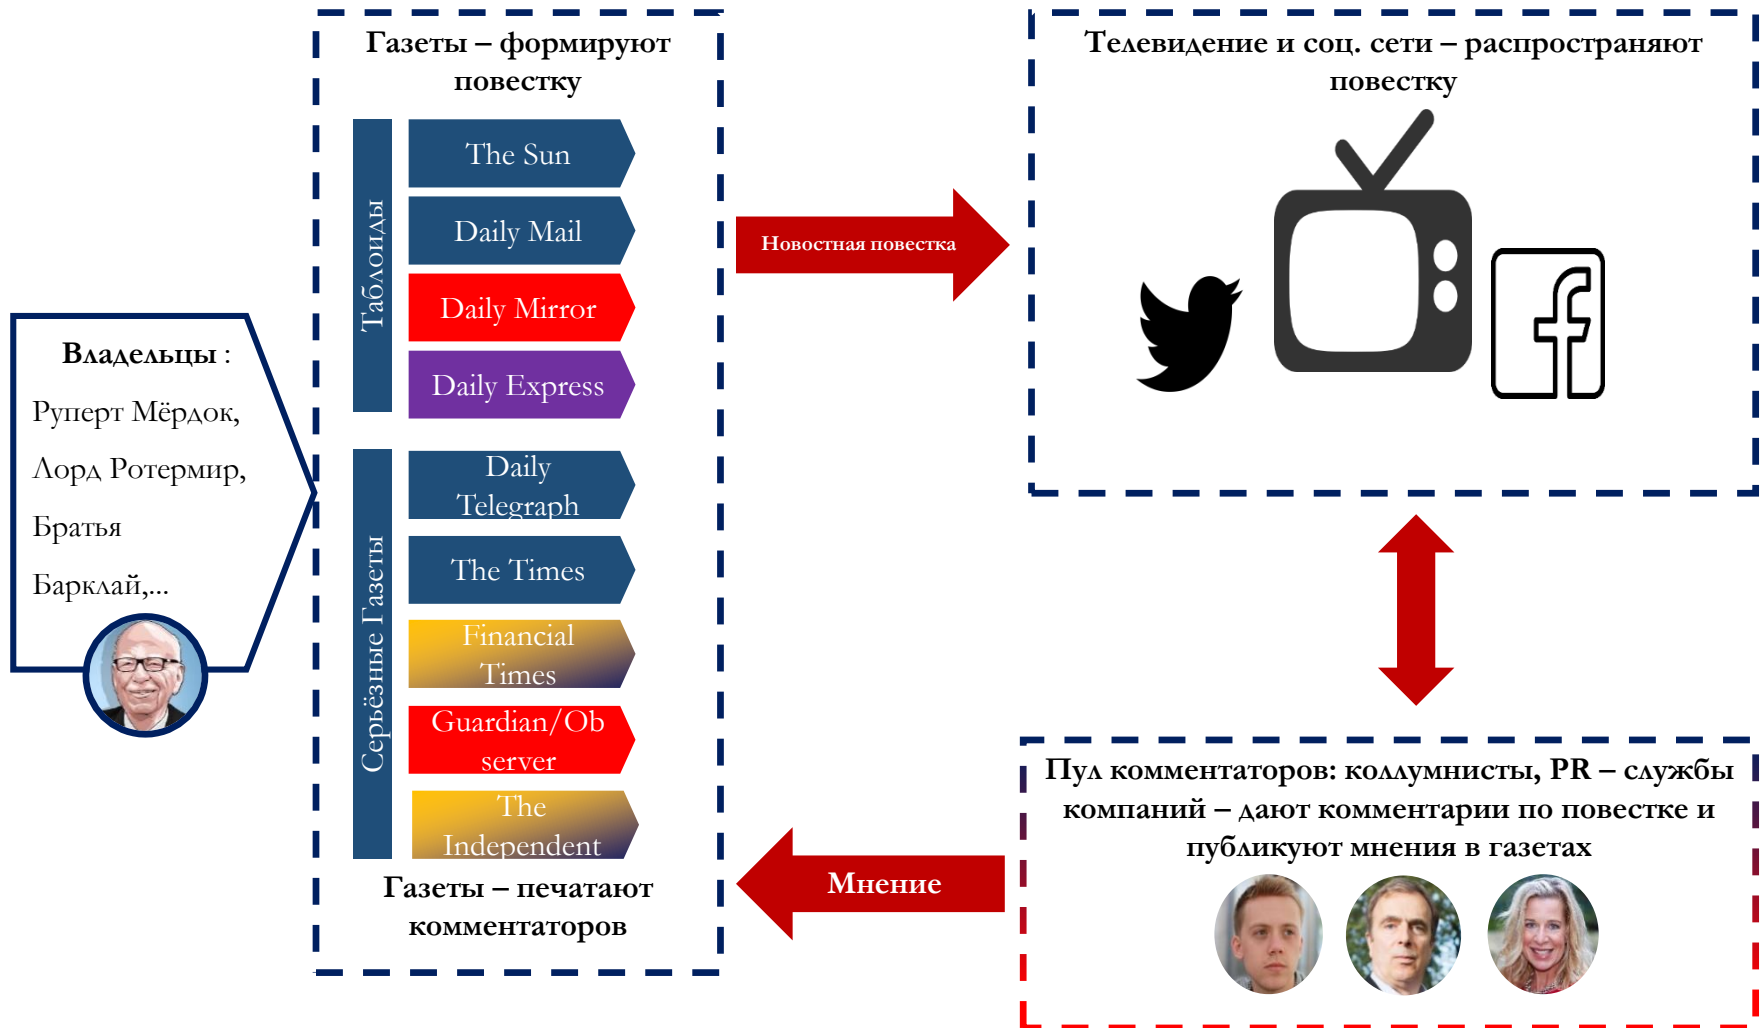 Газеты – формируют
повестку
Таблоиды
The Sun
Daily Mail
Daily Mirror
Daily Express
Серьёзные Газеты
Daily
Telegraph
The Times
Financial
Times
Guardian/Ob
server
The
Independent
Газеты – печатают
комментаторов
Владельцы :
Руперт Мёрдок,
Лорд Ротермир,
Братья
Барклай,...
Новостная повестка
Телевидение и соц. сети – распространяют
повестку
Пул комментаторов: коллумнисты, PR – службы
компаний – дают комментарии по повестке и
публикуют мнения в газетах
Мнение